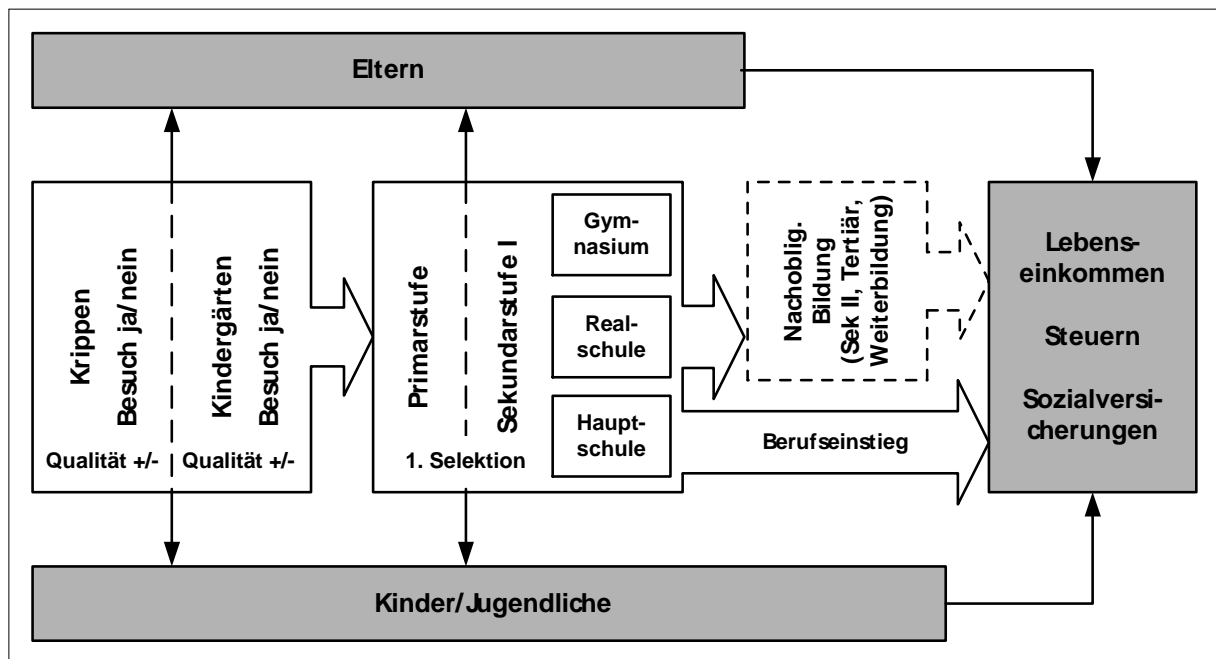 Eltern
Krippen
Besuch ja/nein
Kindergärten
Besuch ja/nein
Qualität +/-
Qualität +/-
Primarstufe
Sekundarstufe I
1. Selektion
Gym-
nasium
Real-
schule
Haupt-
schule
Nachoblig.
Bildung
(Sek II, Tertiär,
Weiterbildung)
Berufseinstieg
Lebens-
einkommen
Steuern
Sozialversi-
cherungen
Kinder/Jugendliche